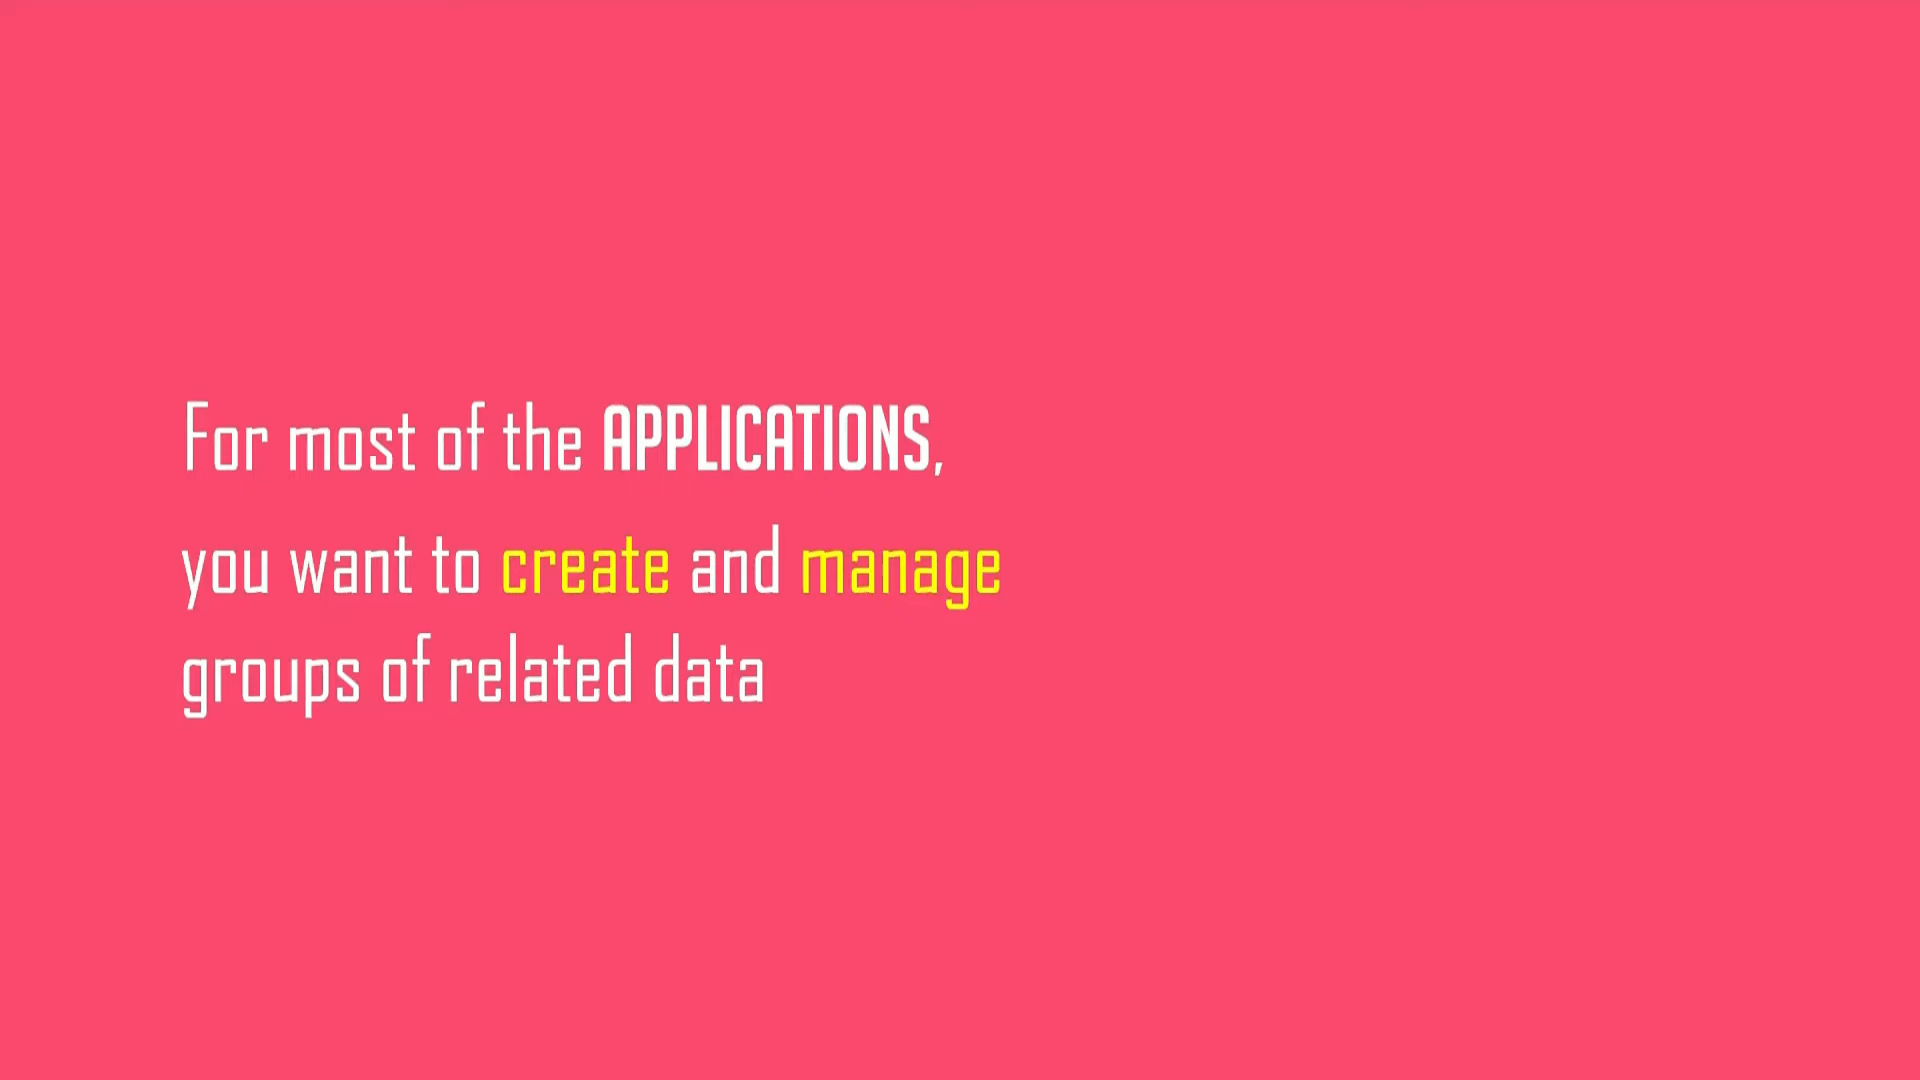 For most of the APPLICATIONS,
you want to create and manage
groups of related data